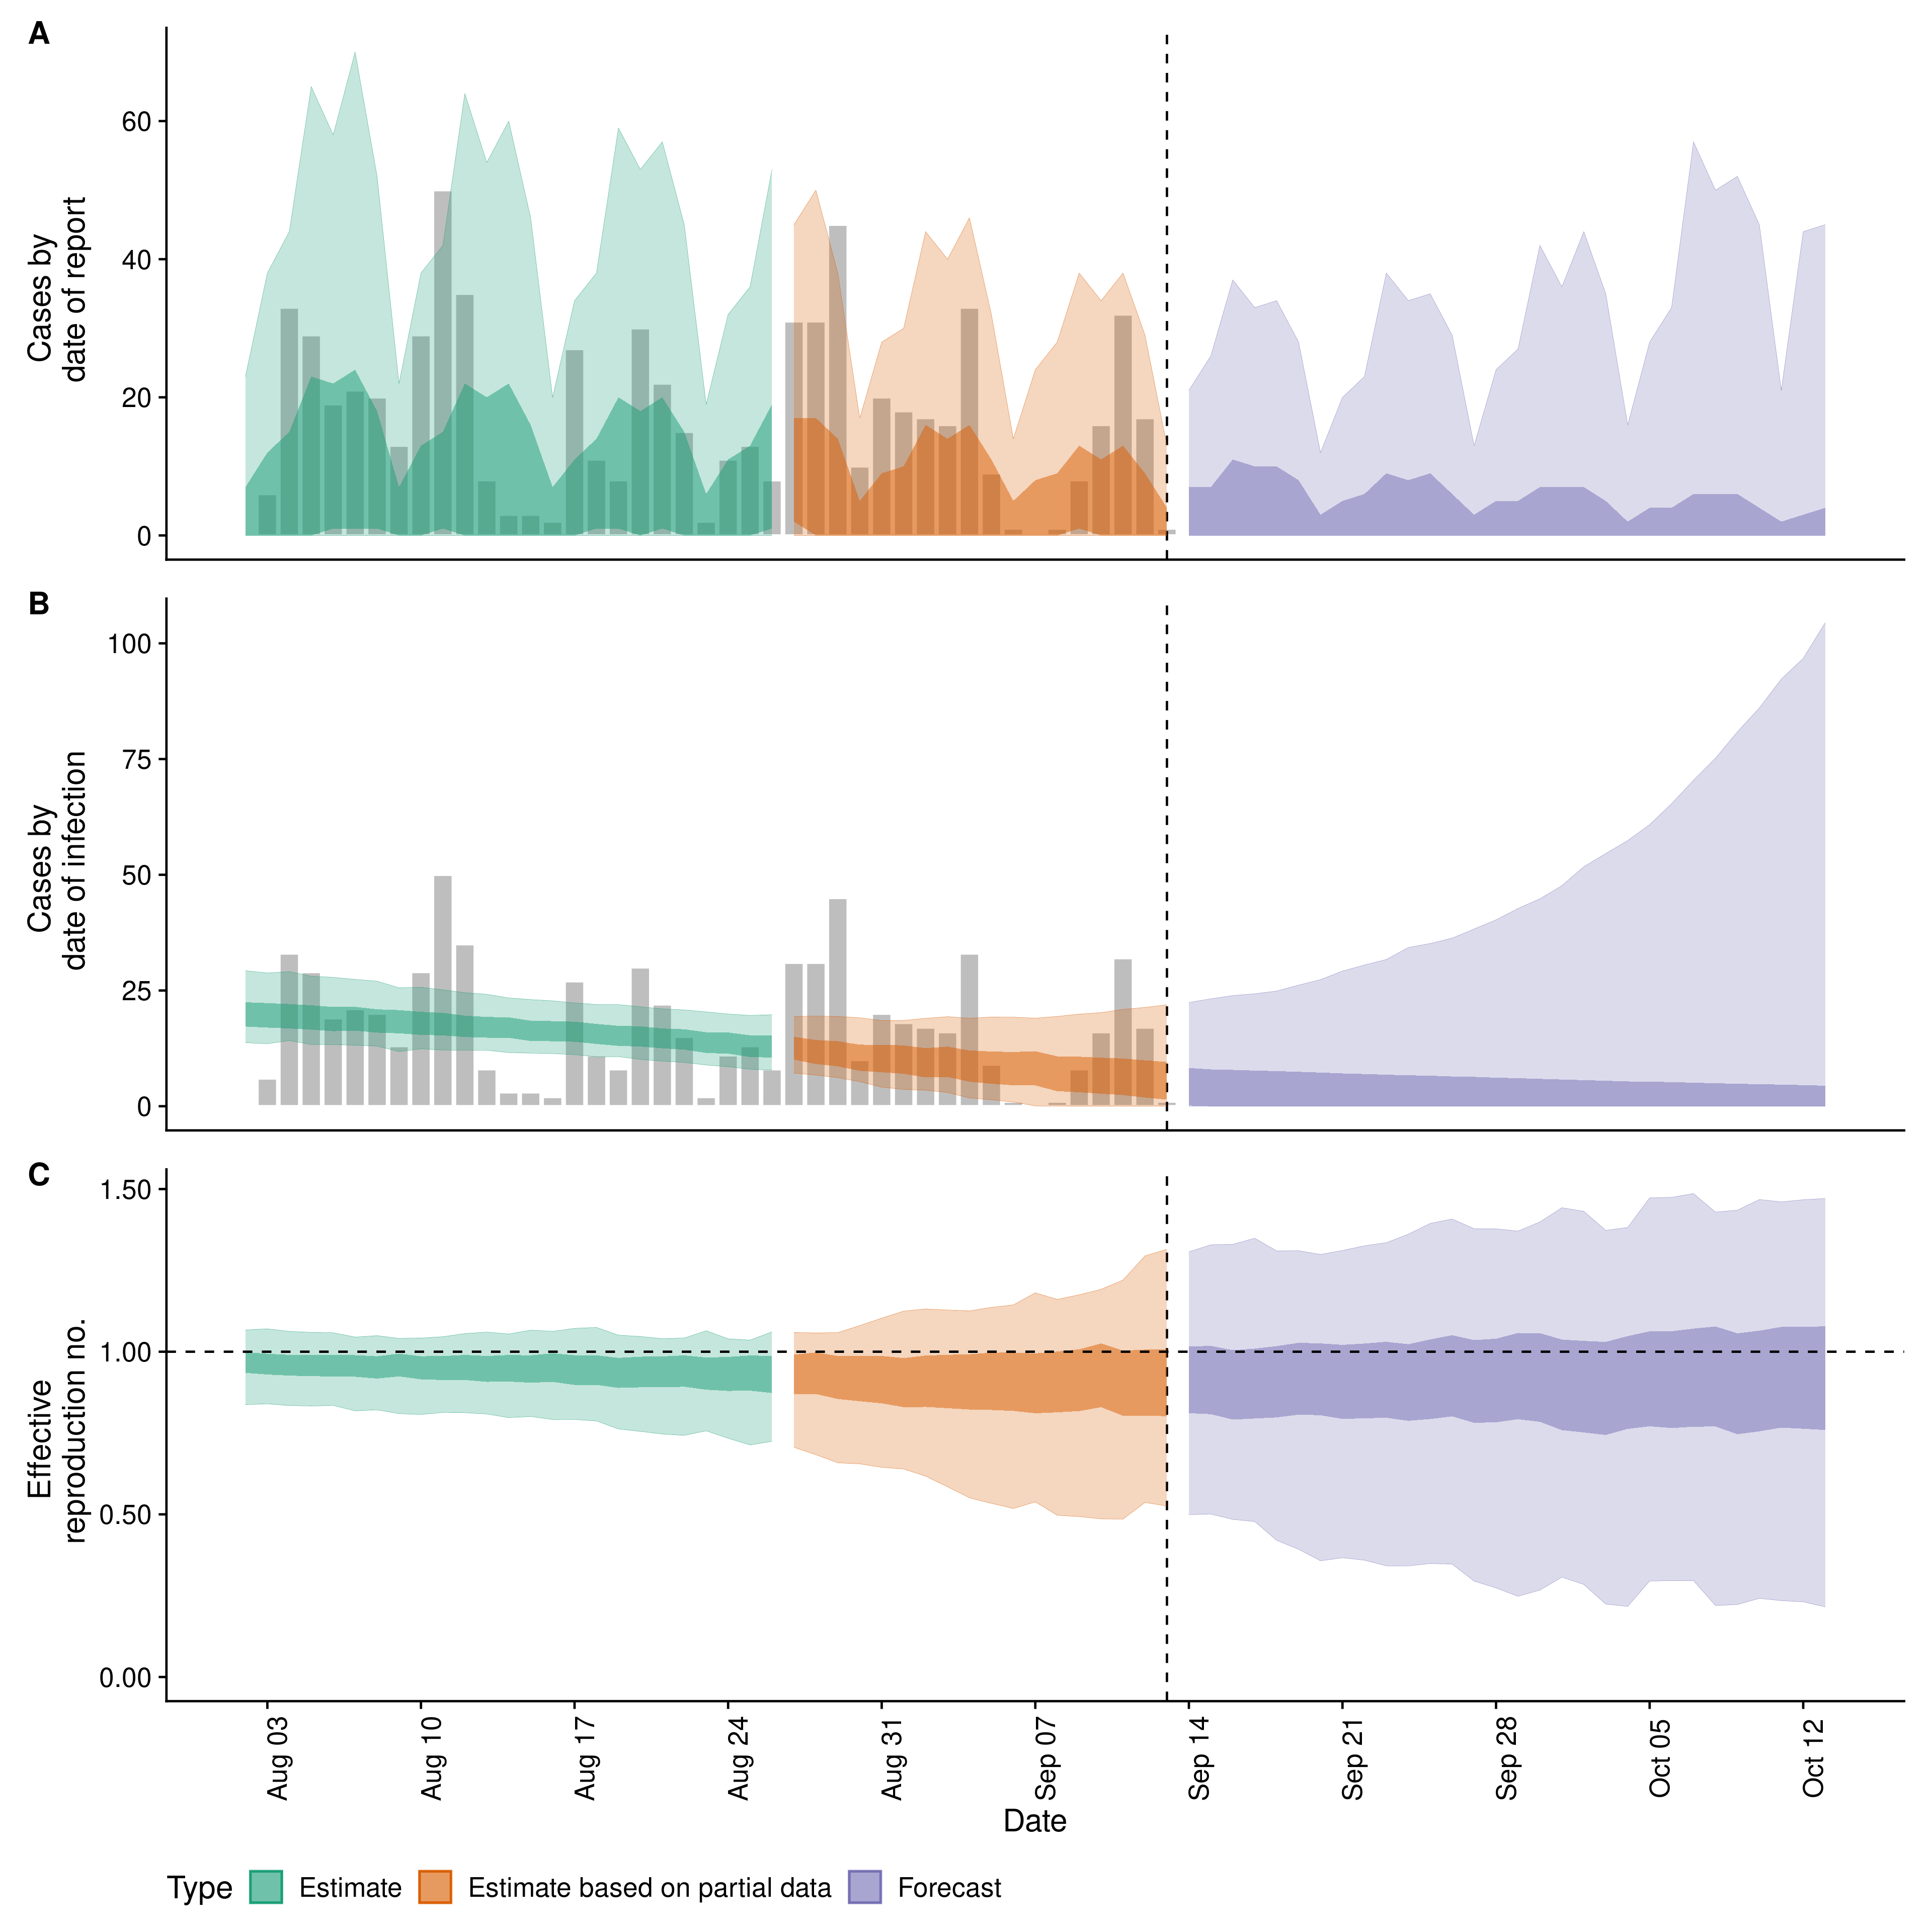 A
Cases by
date of report
60
40
20
0
B
Cases by
date of infection
100
75
50
25
0
C
Effective
reproduction no.
1.50
1.00
0.50
0.00
Aug 03
Aug 10
Aug 17
Aug 24
Aug 31
Sep 07
Sep 14
Sep 21
Sep 28
Oct 05
Oct 12
Date
Type Estimate Estimate based on partial data Forecast